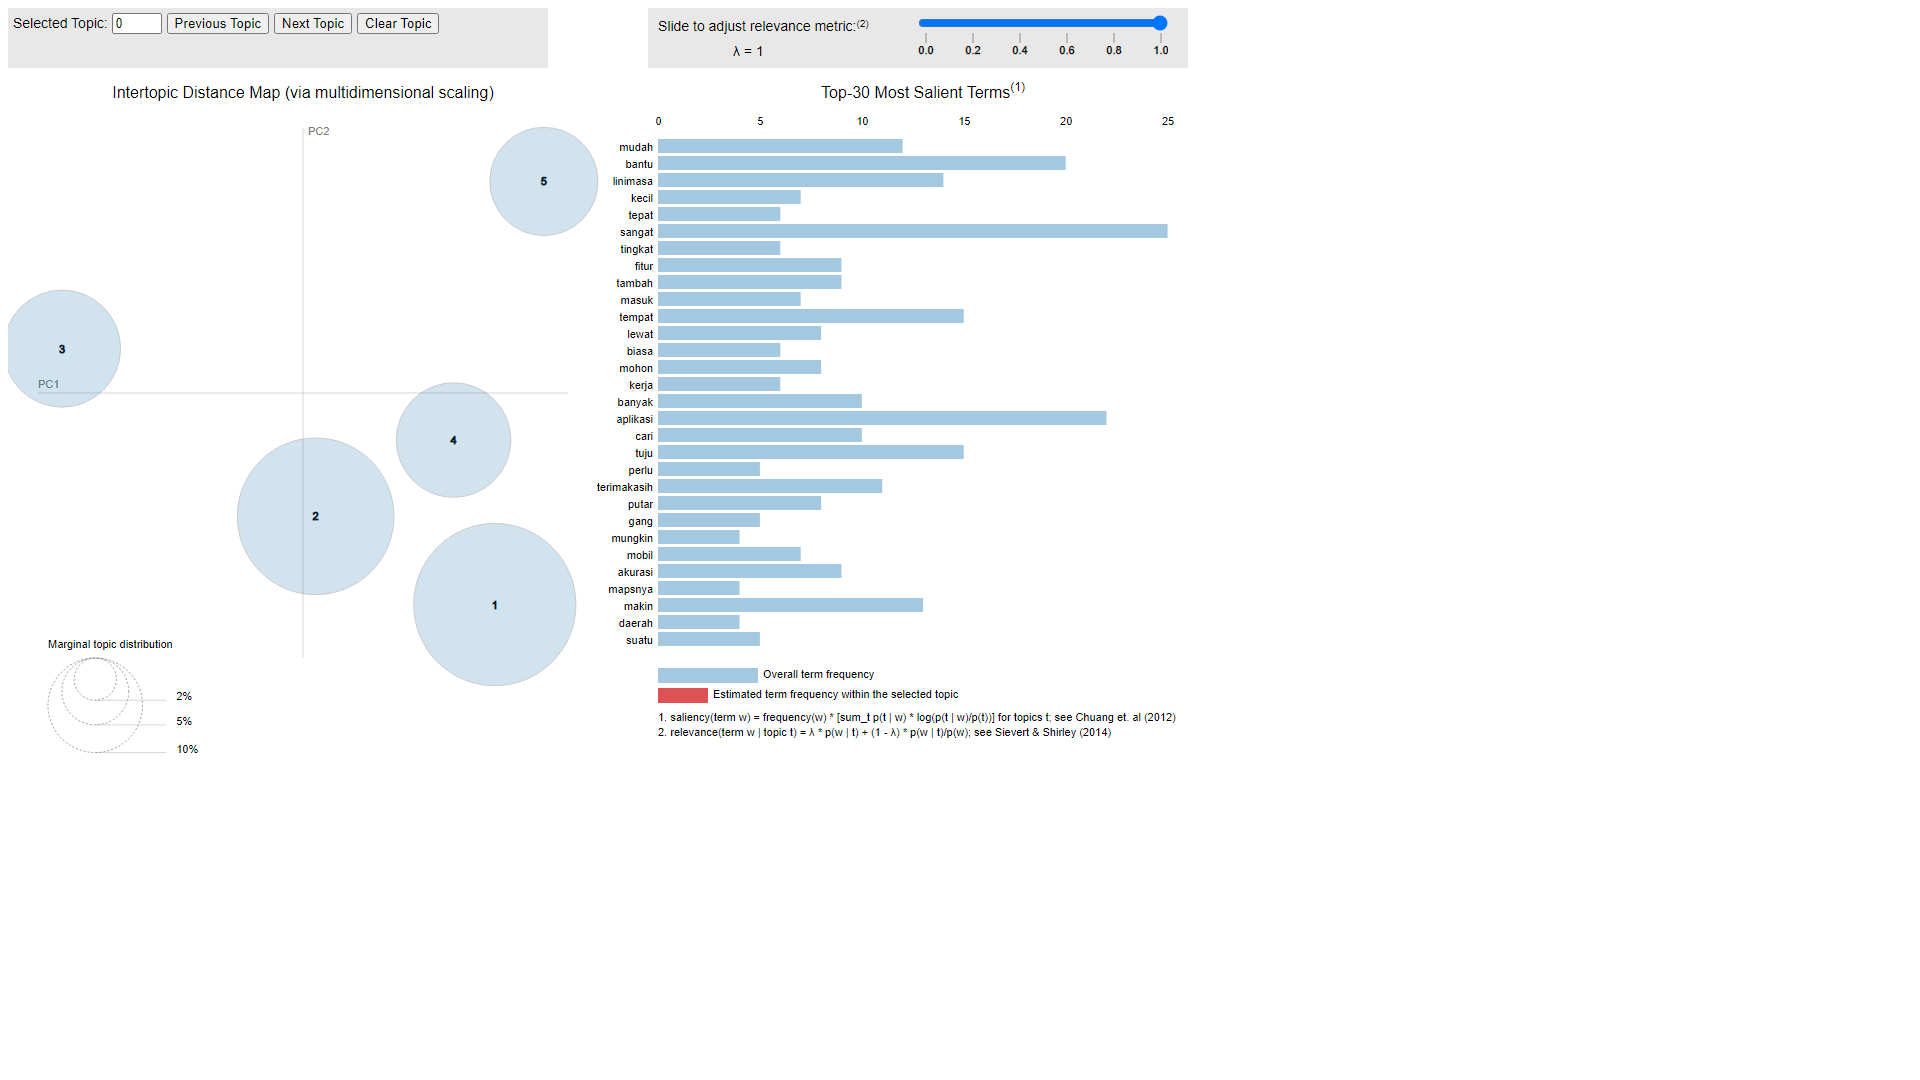 Selected Topic: 0 Previous Topic Next Topic Clear Topic
Slide to adjust relevance metric:(2)
λ = 1
0.0 0.2 0.4 0.6 0.8 1.0
Intertopic Distance Map (via multidimensional scaling)
PC2
PC1
5
3
4
2
1
Marginal topic distribution
2%
5%
10%
Top-30 Most Salient Terms(1)
0 5 10 15 20 25
mudah
bantu
linimasa
kecil
tepat
sangat
tingkat
fitur
tambah
masuk
tempat
lewat
biasa
mohon
kerja
banyak
aplikasi
cari
tuju
perlu
terimakasih
putar
gang
mungkin
mobil
akurasi
mapsnya
makin
daerah
suatu
Overall term frequency
Estimated term frequency within the selected topic
1. saliency(term w) = frequency(w) * [sum_t p(t | w) * log(p(t | w)/p(t))] for topics t; see Chuang et. al (2012)
2. relevance(term w | topic t) = λ * p(w | t) + (1 - λ) * p(w | t)/p(w); see Sievert & Shirley (2014)